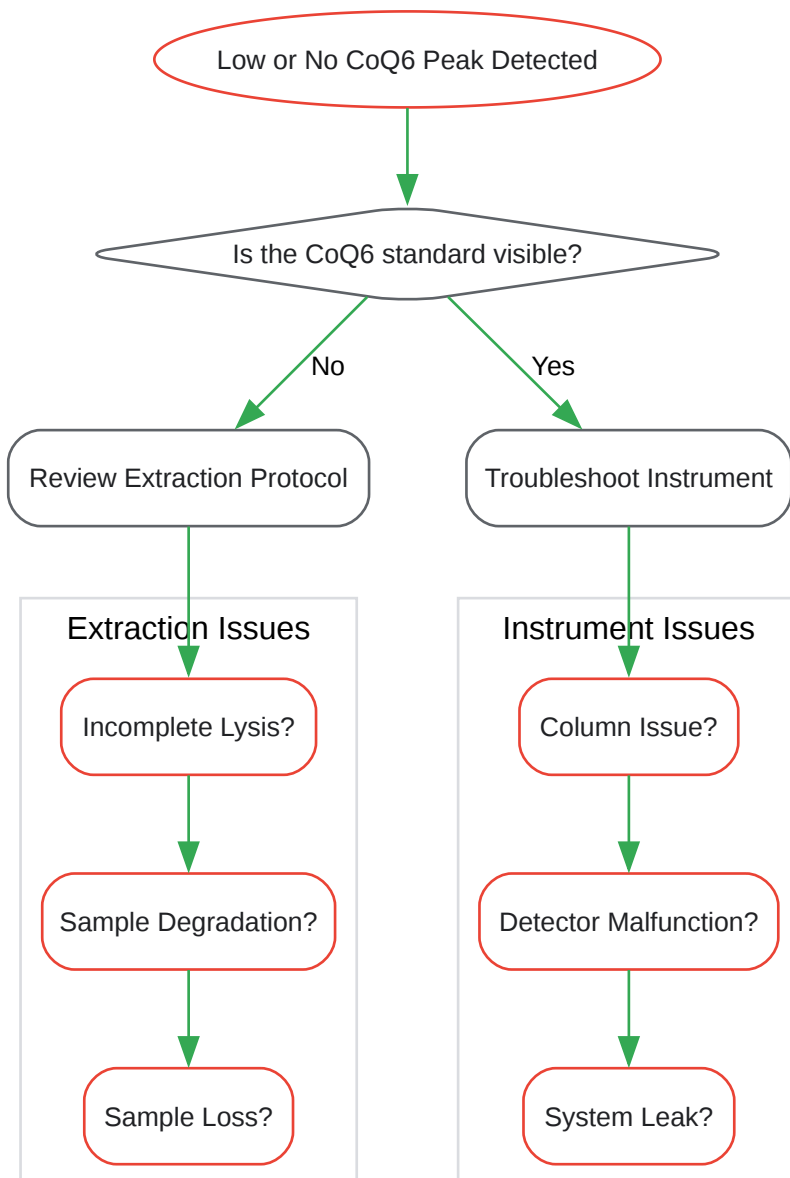 Low or No CoQ6 Peak Detected
Is the CoQ6 standard visible?
No
Yes
Review Extraction Protocol
Troubleshoot Instrument
Extraction Issues
Instrument Issues
Incomplete Lysis?
Column Issue?
Sample Degradation?
Detector Malfunction?
Sample Loss?
System Leak?